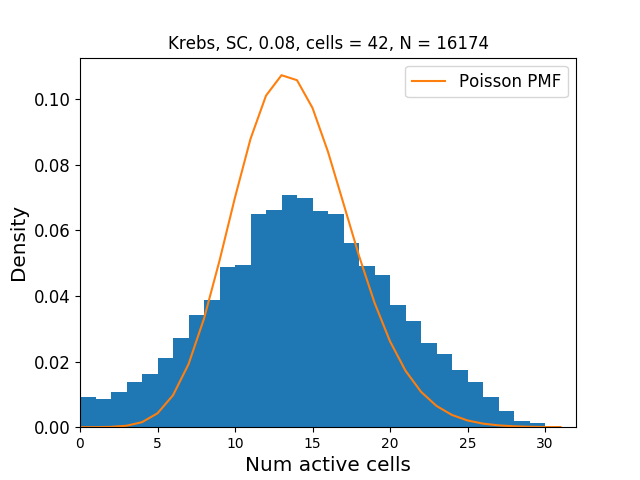 Krebs, SC, 0.08, cells = 42, N = 16174
Poisson PMF
0.10
0.08
0.06
0.04
0.02
0.00
Density
0 5 10 15 20 25 30
Num active cells